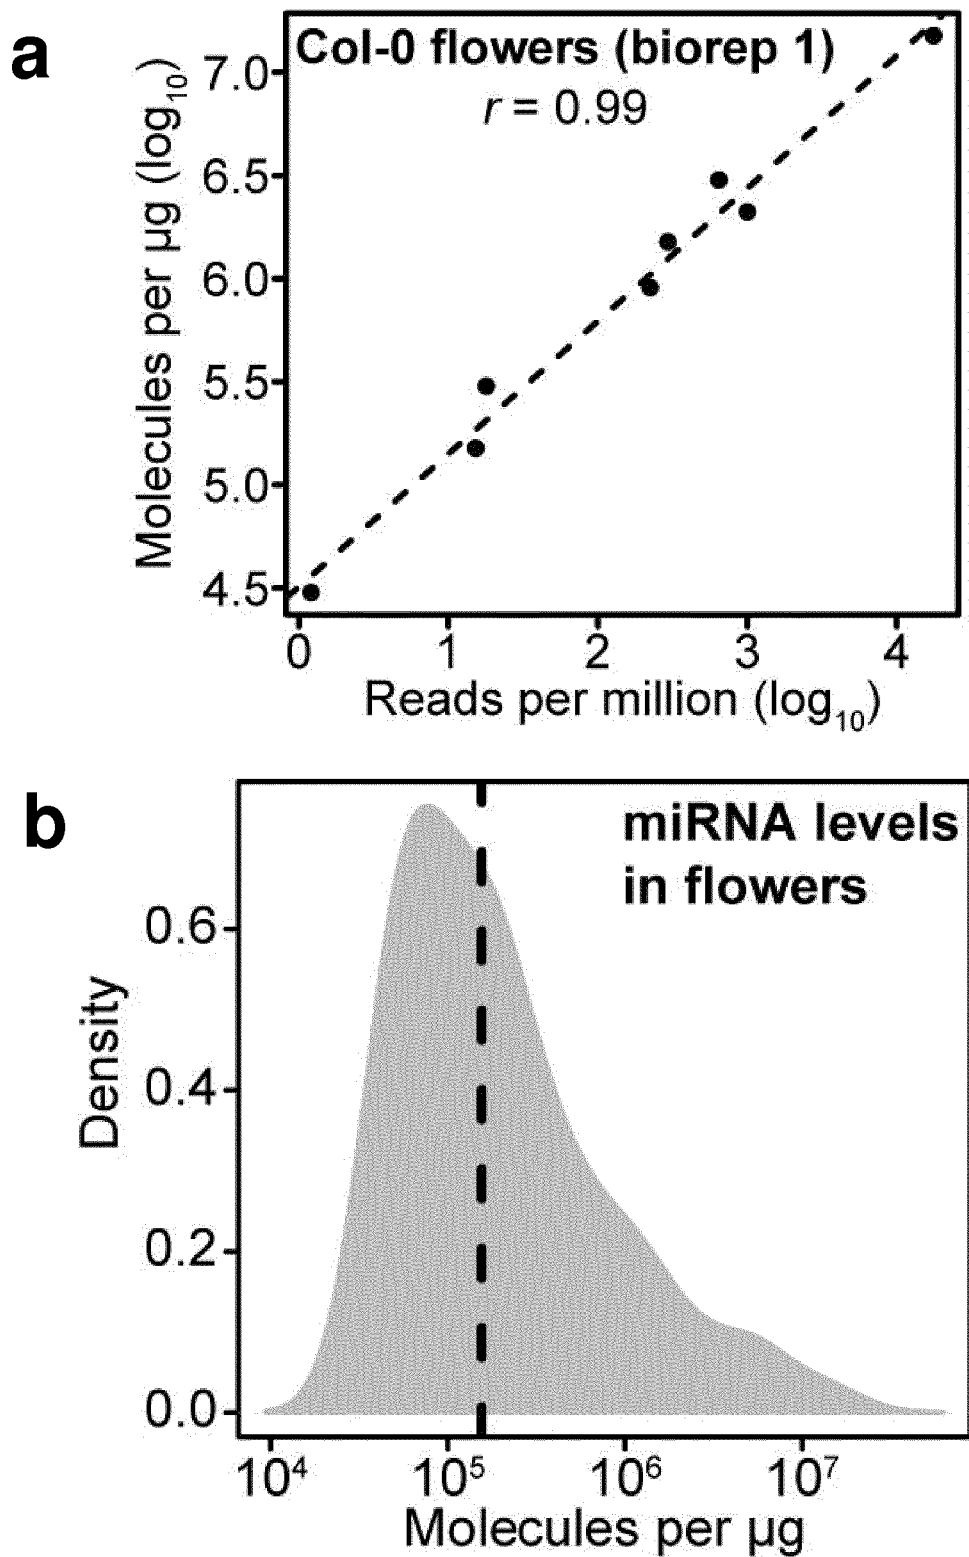 a
Col-0 flowers (biorep 1)
r = 0.99
Molecules per µg (log10)
7.0
6.5
6.0
5.5
5.0
4.5
0 1 2 3 4
Reads per million (log10)
b
miRNA levels
in flowers
Density
0.6
0.4
0.2
0.0
10⁴ 10⁵ 10⁶ 10⁷
Molecules per µg